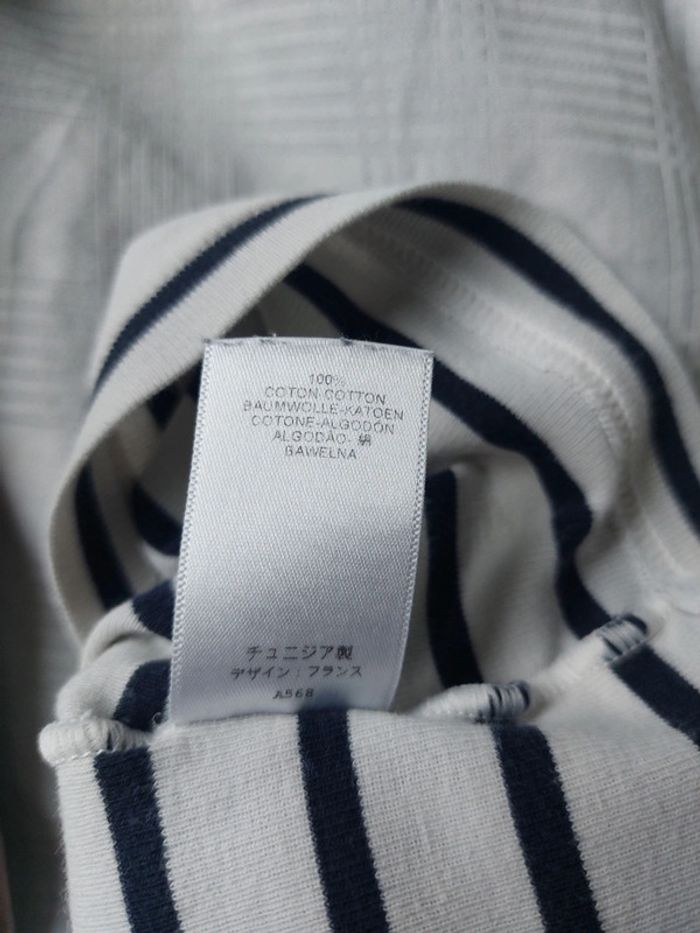 100%
COTON-COTTON
BAUMWOLLE-KATOEN
COTONE-ALGODÓN
ALGODÃO- 綿
BAWEŁNA
チュニジア製
デザイン：フランス
A568